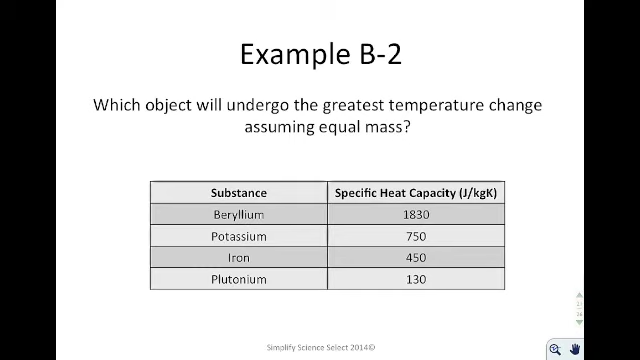 Example B-2
Which object will undergo the greatest temperature change
assuming equal mass?
Substance Specific Heat Capacity (J/kgK)
Beryllium 1830
Potassium 750
Iron 450
Plutonium 130
Simplify Science Select 2014©